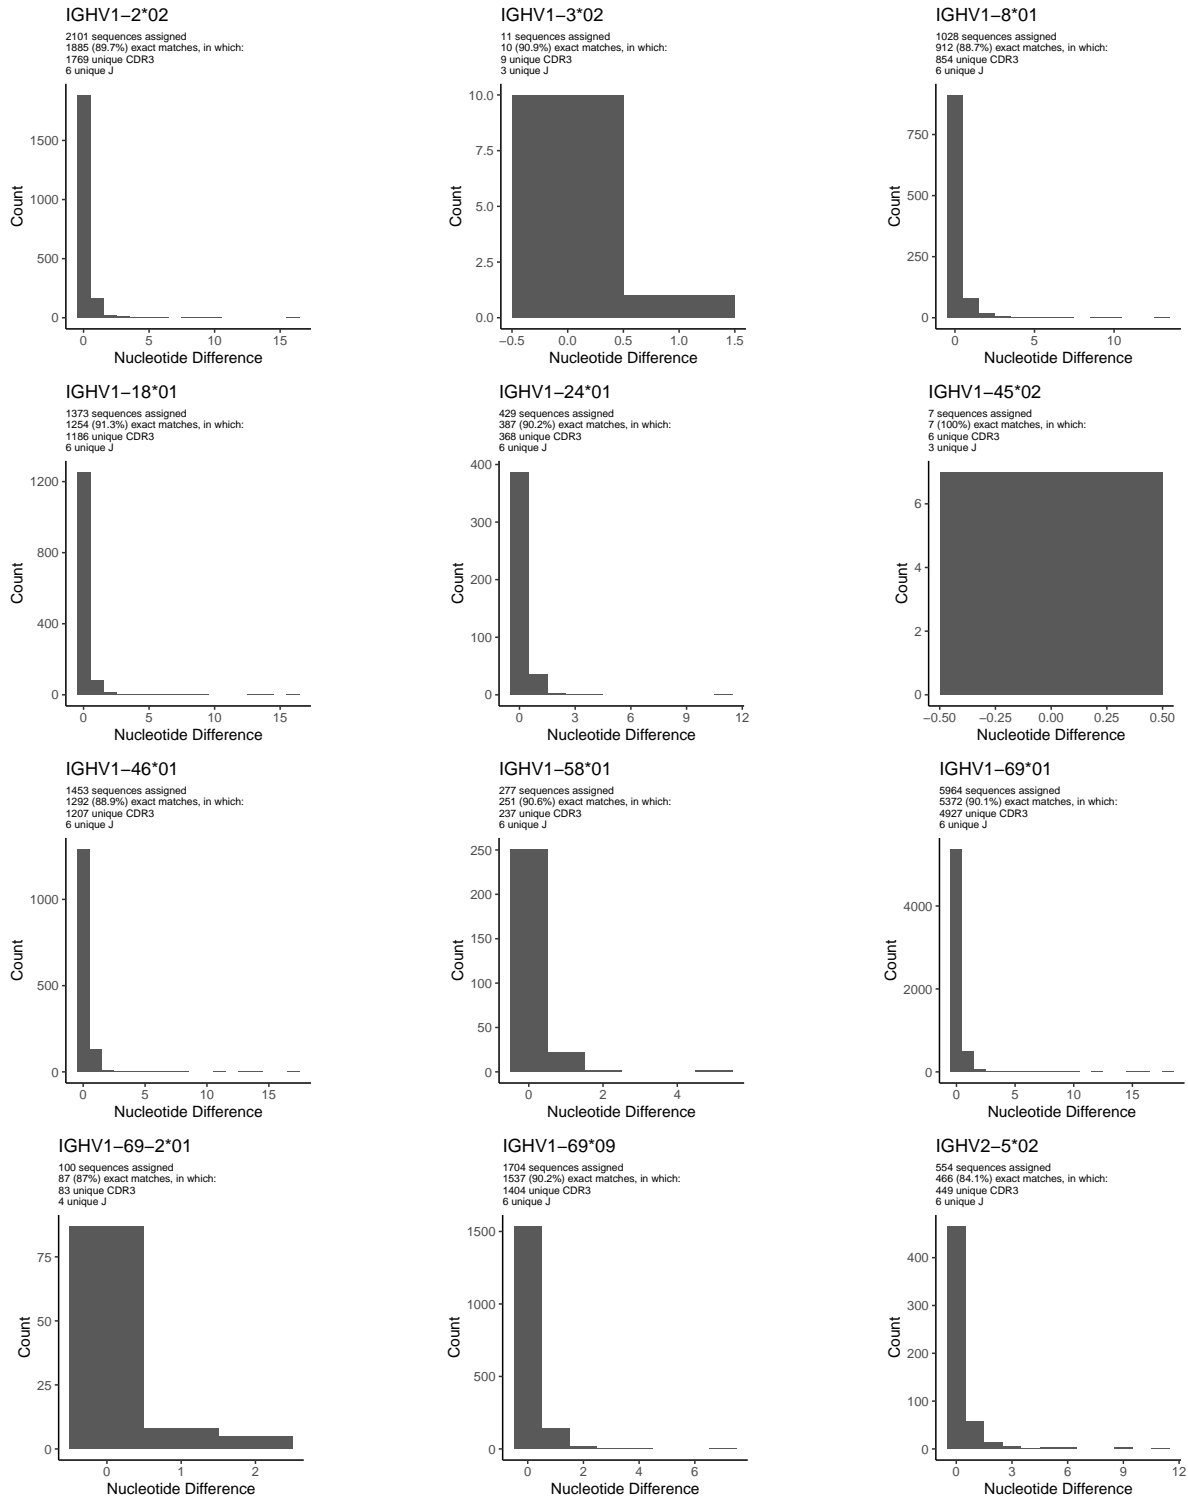 IGHV1−2*02
2101 sequences assigned
1885 (89.7%) exact matches, in which:
1769 unique CDR3
6 unique J
1500
1000
500
0
Count
0 5 15
Nucleotide Difference
IGHV1−3*02
11 sequences assigned
10 (90.9%) exact matches, in which:
9 unique CDR3
3 unique J
10.0
7.5
5.0
2.5
0.0
Count
−0.5 0.0 0.5 1.0 1.5
Nucleotide Difference
IGHV1−8*01
1028 sequences assigned
912 (88.7%) exact matches, in which:
854 unique CDR3
6 unique J
750
500
250
0
Count
0 5 10
Nucleotide Difference
IGHV1−18*01
1373 sequences assigned
1254 (91.3%) exact matches, in which:
1186 unique CDR3
6 unique J
1200
800
400
0
Count
0 5 10 15
Nucleotide Difference
IGHV1−24*01
429 sequences assigned
387 (90.2%) exact matches, in which:
368 unique CDR3
6 unique J
400
300
200
100
0
Count
0 3 6 9 12
Nucleotide Difference
IGHV1−45*02
7 sequences assigned
7 (100%) exact matches, in which:
6 unique CDR3
3 unique J
6
4
2
0
Count
−0.50 −0.25 0.00 0.25 0.50
Nucleotide Difference
IGHV1−46*01
1453 sequences assigned
1292 (88.9%) exact matches, in which:
1207 unique CDR3
6 unique J
1000
500
0
Count
0 5 10 15
Nucleotide Difference
IGHV1−58*01
277 sequences assigned
251 (90.6%) exact matches, in which:
237 unique CDR3
6 unique J
250
200
150
100
50
0
Count
0 2 4
Nucleotide Difference
IGHV1−69*01
5964 sequences assigned
5372 (90.1%) exact matches, in which:
4927 unique CDR3
6 unique J
4000
2000
0
Count
0 5 10 15
Nucleotide Difference
IGHV1−69−2*01
100 sequences assigned
87 (87%) exact matches, in which:
83 unique CDR3
4 unique J
75
50
25
0
Count
0 1 2
Nucleotide Difference
IGHV1−69*09
1704 sequences assigned
1537 (90.2%) exact matches, in which:
1404 unique CDR3
6 unique J
1500
1000
500
0
Count
0 2 4 6
Nucleotide Difference
IGHV2−5*02
554 sequences assigned
466 (84.1%) exact matches, in which:
449 unique CDR3
6 unique J
400
300
200
100
0
Count
0 3 6 9 12
Nucleotide Difference